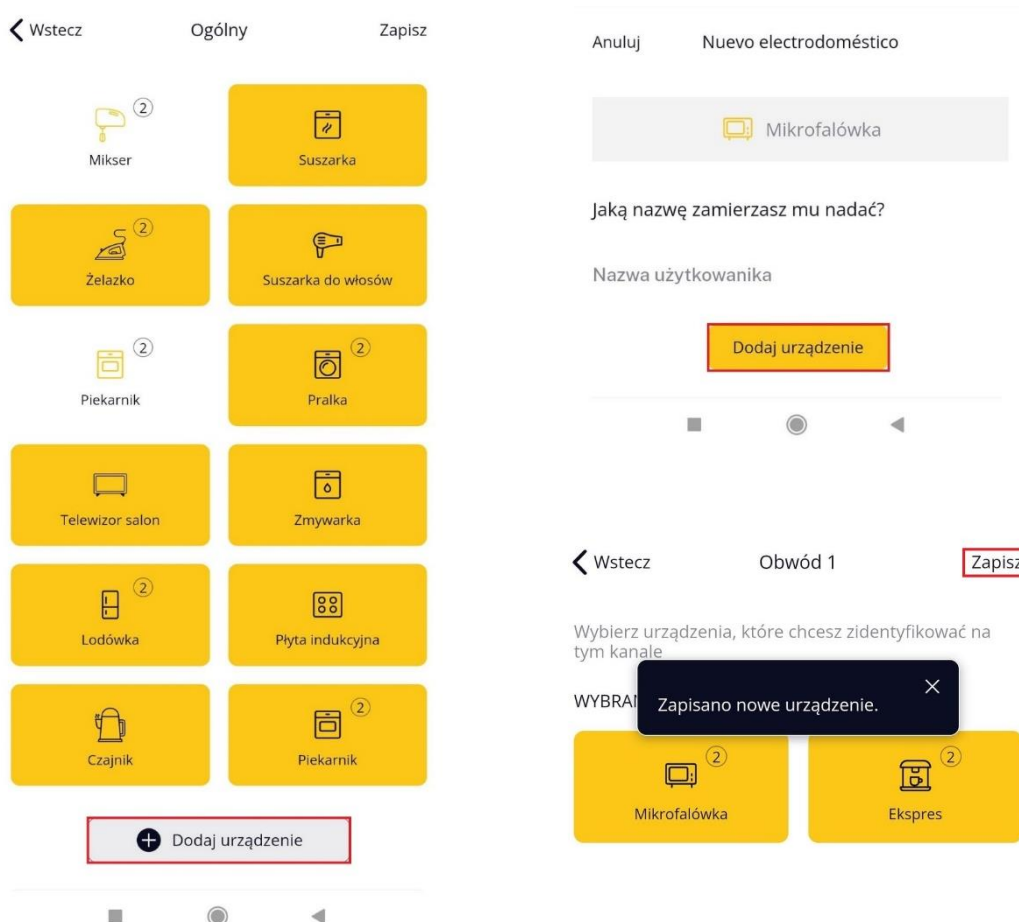 Wstecz Ogólny Zapisz
2
Mikser Suszarka
2
Żelazko Suszarka do włosów
2 2
Piekarnik Pralka
Telewizor salon Zmywarka
2
Lodówka Płyta indukcyjna
2
Czajnik Piekarnik
Dodaj urządzenie
Anuluj Nuevo electrodoméstico
Mikrofalówka
Jaką nazwę zamierzasz mu nadać?
Nazwa użytkowanika
Dodaj urządzenie
Wstecz Obwód 1 Zapisz
Wybierz urządzenia, które chcesz zidentyfikować na
tym kanale
Zapisano nowe urządzenie.
2 2
Mikrofalówka Ekspres